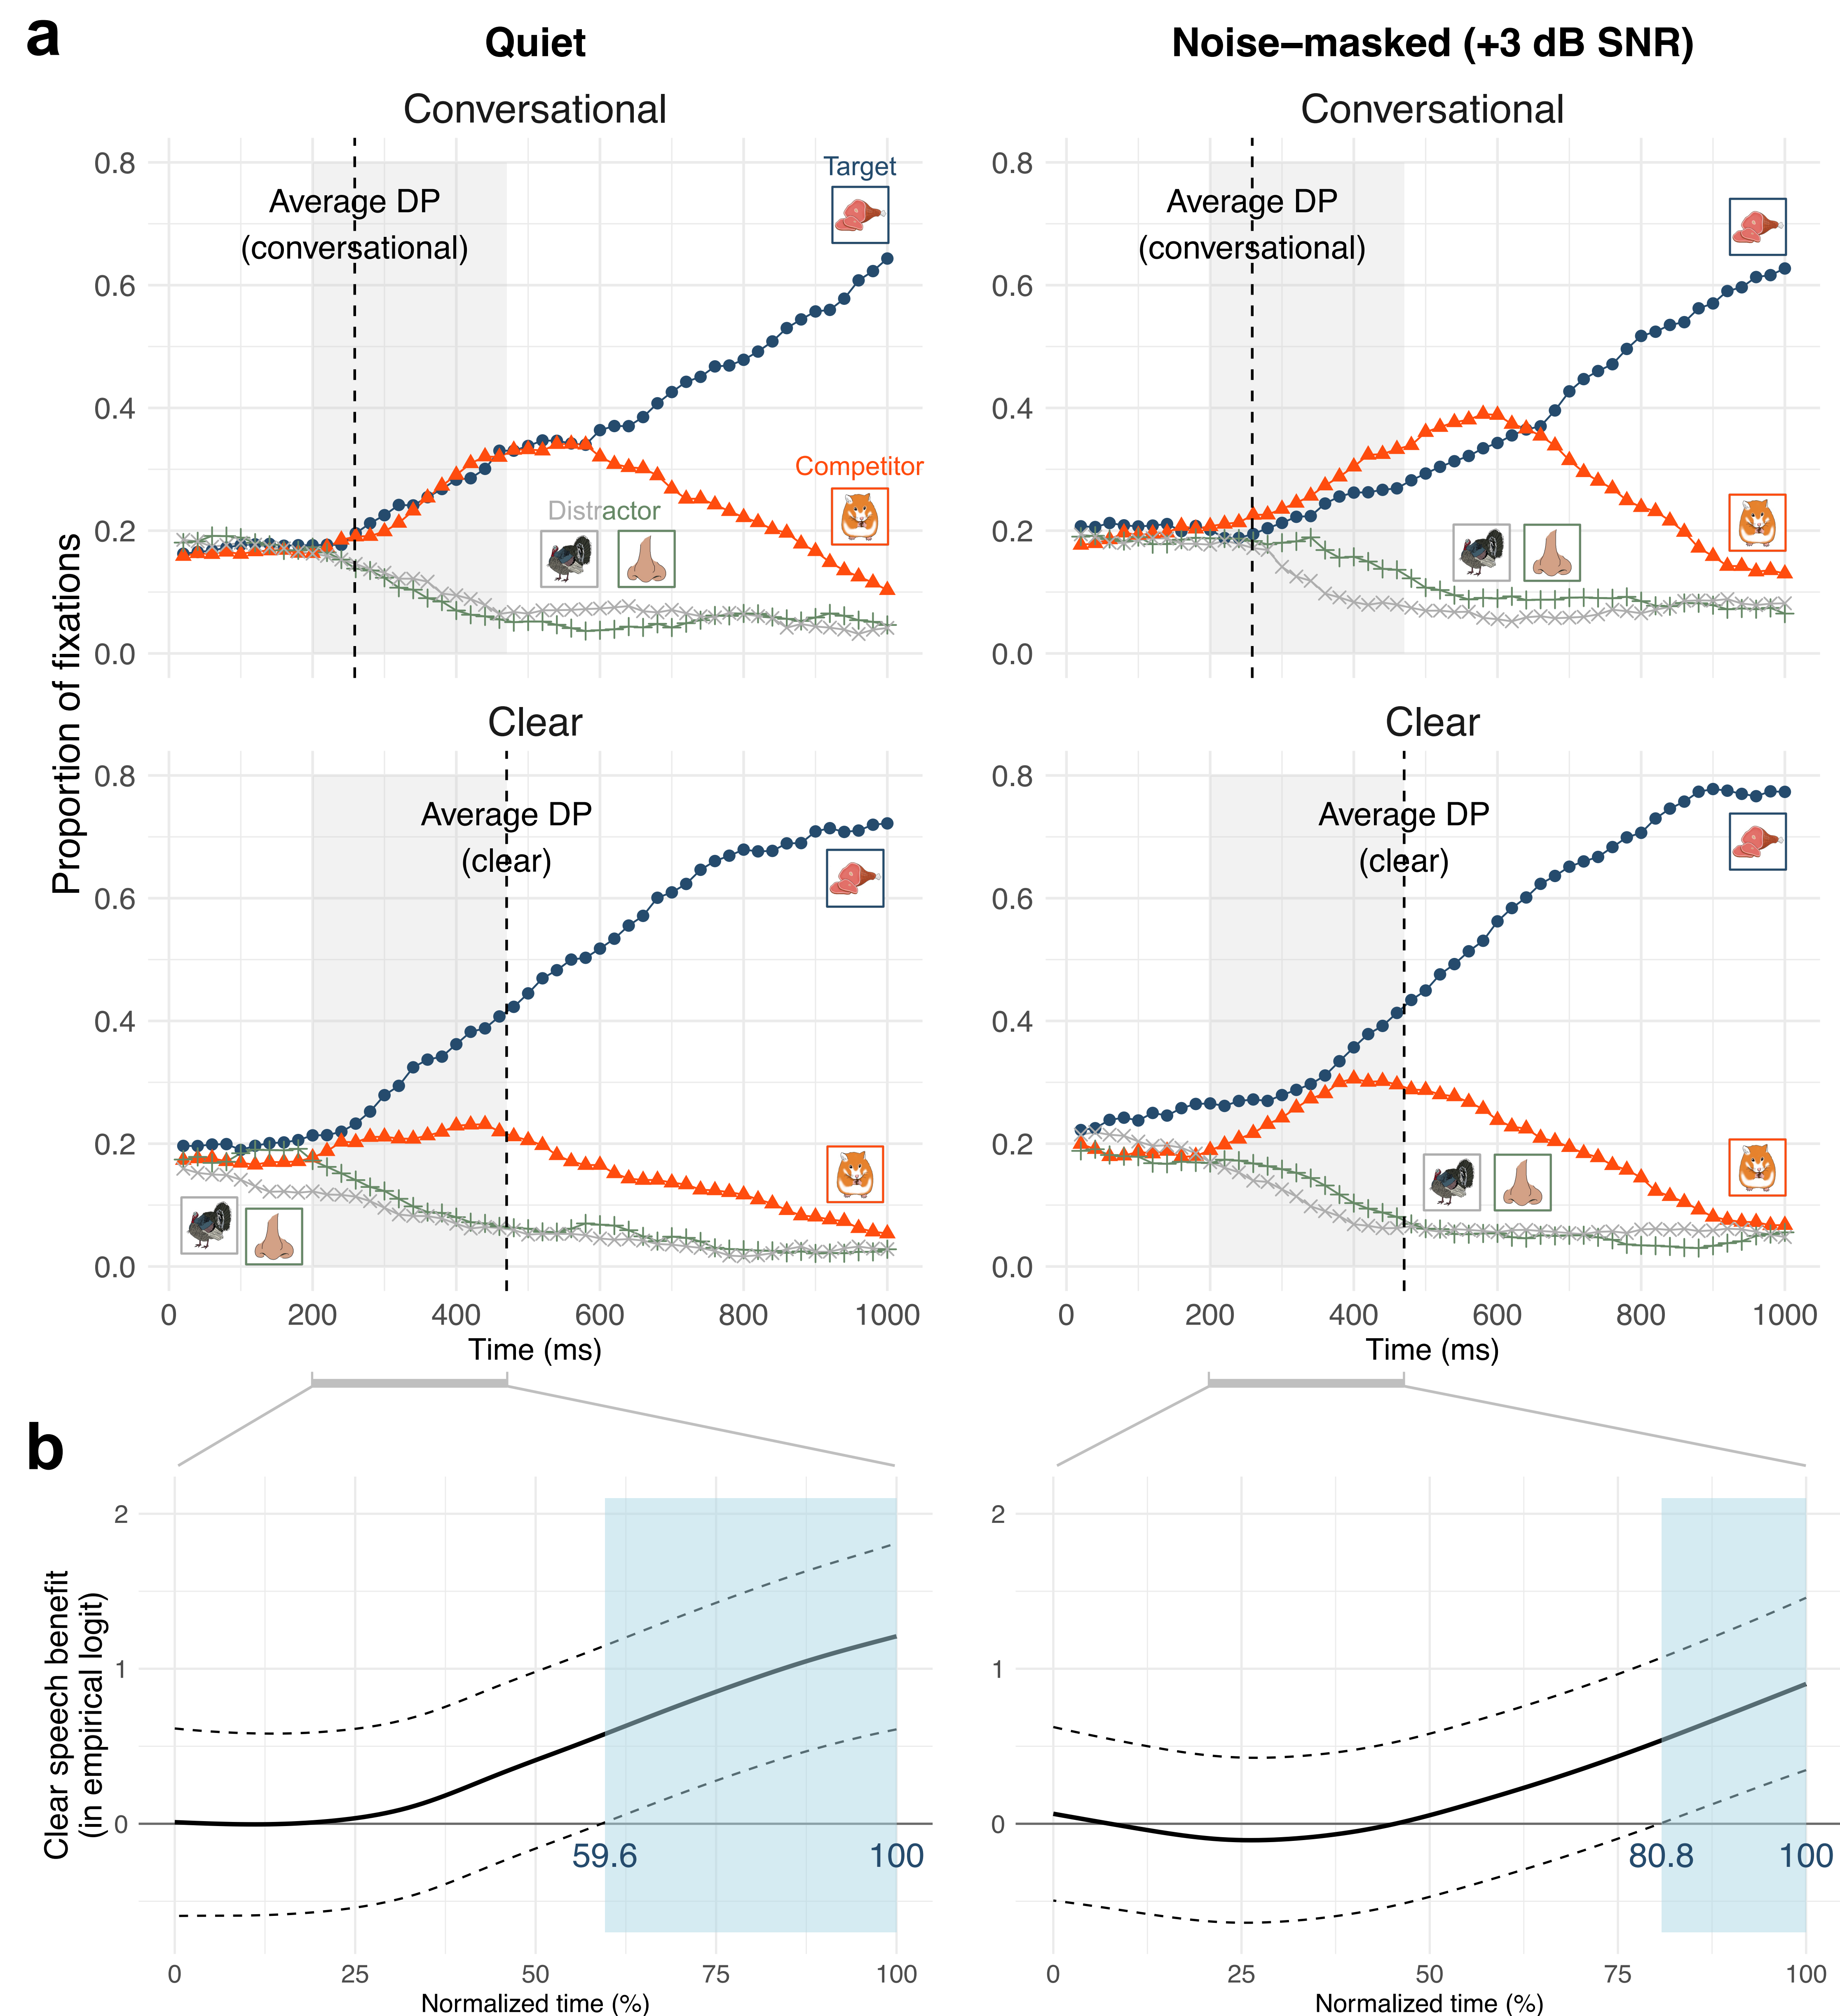 a
Quiet
Noise–masked (+3 dB SNR)
Conversational
Conversational
Proportion of fixations
0.8
0.6
0.4
0.2
0.0
Average DP
(conversational)
Target
Competitor
Distractor
0.8
0.6
0.4
0.2
0.0
Average DP
(conversational)
Clear
Clear
0.8
0.6
0.4
0.2
0.0
Average DP
(clear)
0 200 400 600 800 1000
Time (ms)
0.8
0.6
0.4
0.2
0.0
Average DP
(clear)
0 200 400 600 800 1000
Time (ms)
b
Clear speech benefit
(in empirical logit)
2
1
0
59.6 100
0 25 50 75 100
Normalized time (%)
2
1
0
80.8 100
0 25 50 75 100
Normalized time (%)